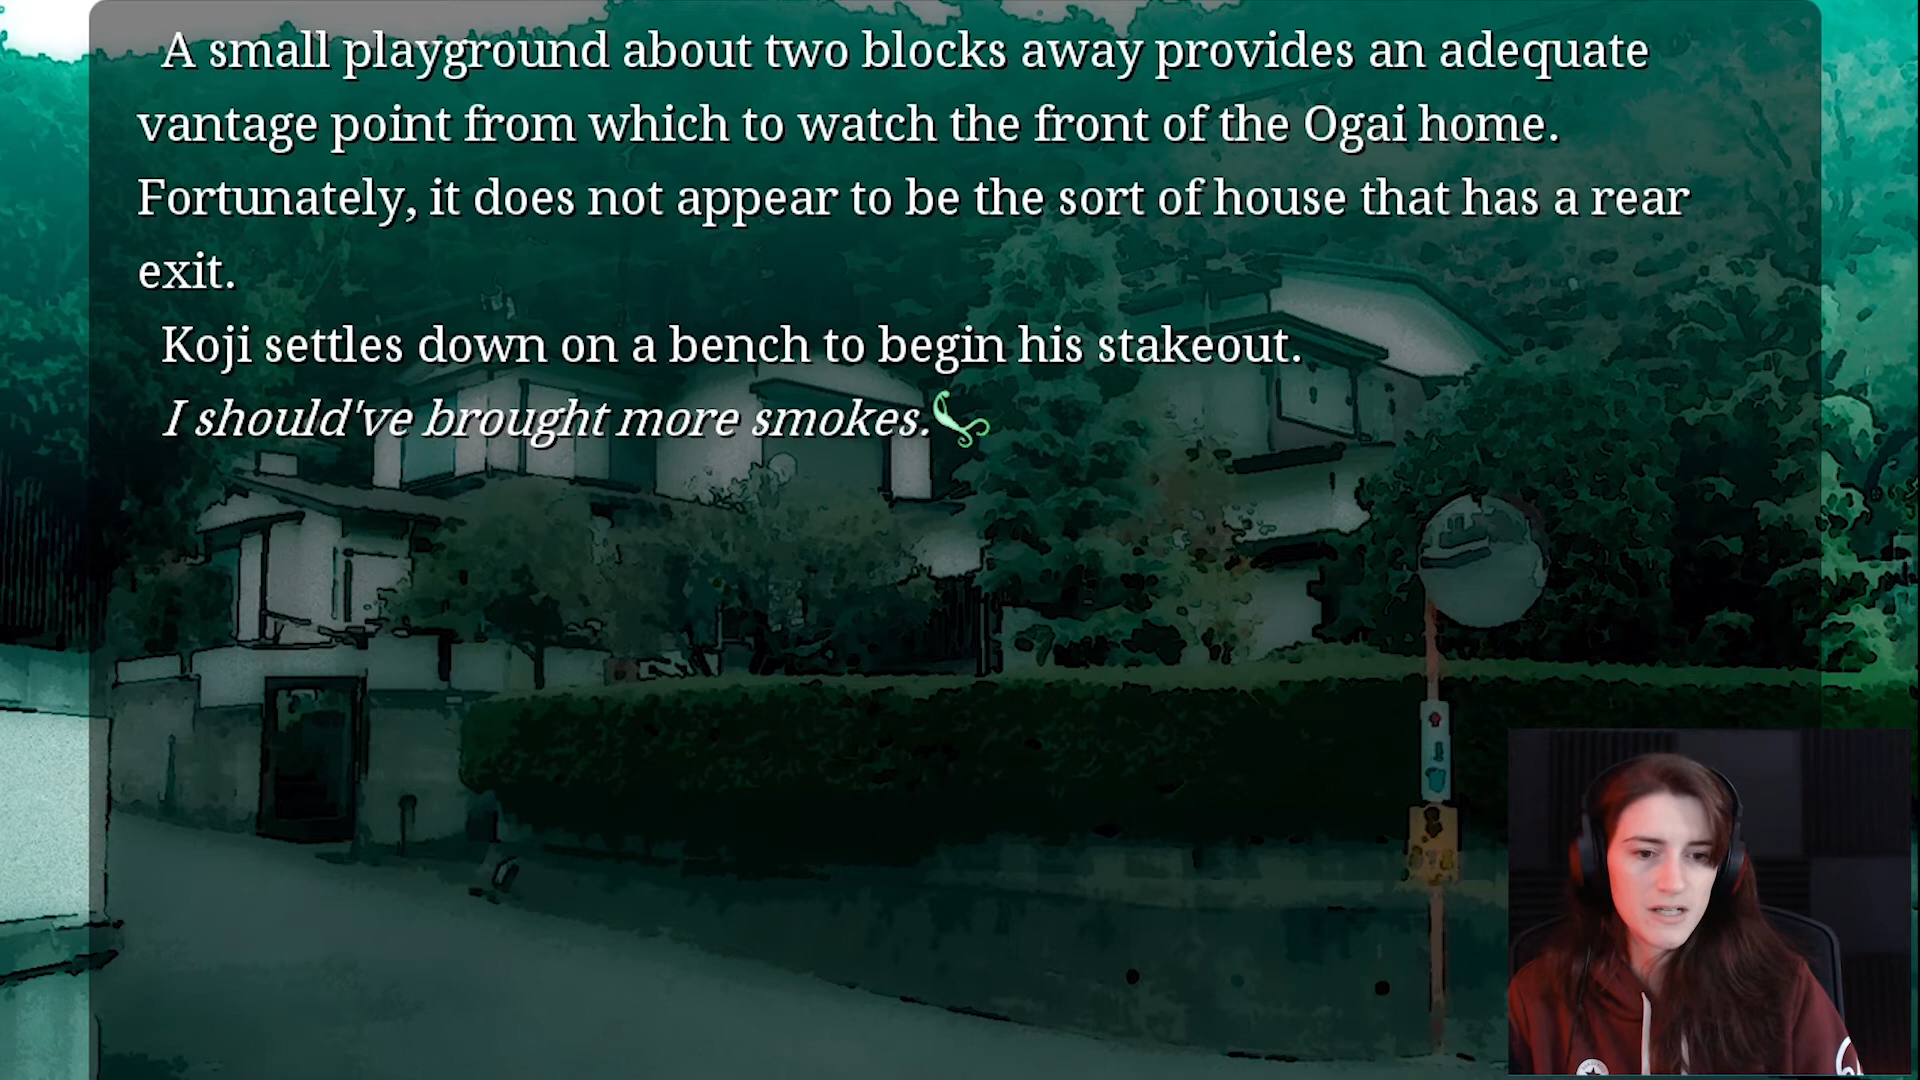 A small playground about two blocks away provides an adequate
vantage point from which to watch the front of the Ogai home.
Fortunately, it does not appear to be the sort of house that has a rear
exit.
Koji settles down on a bench to begin his stakeout.
I should've brought more smokes.